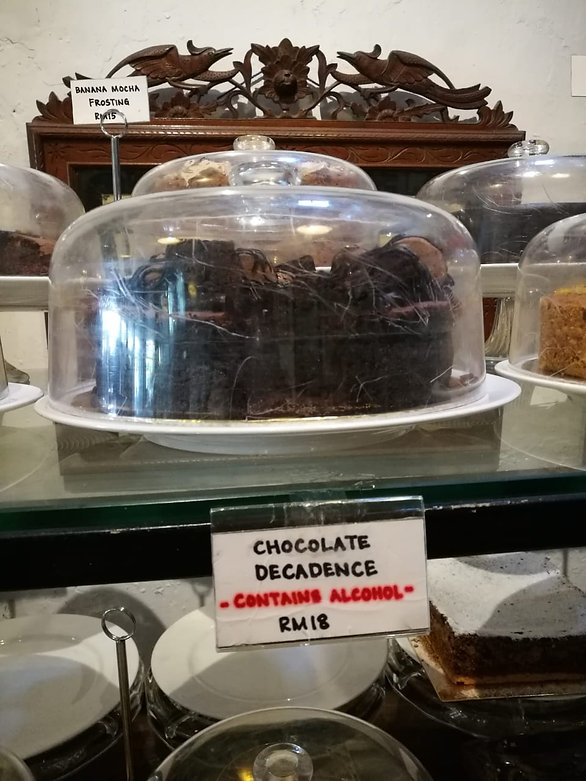 BANANA MOCHA
FROSTING
RM15
CHOCOLATE
DECADENCE
- CONTAINS ALCOHOL -
RM18